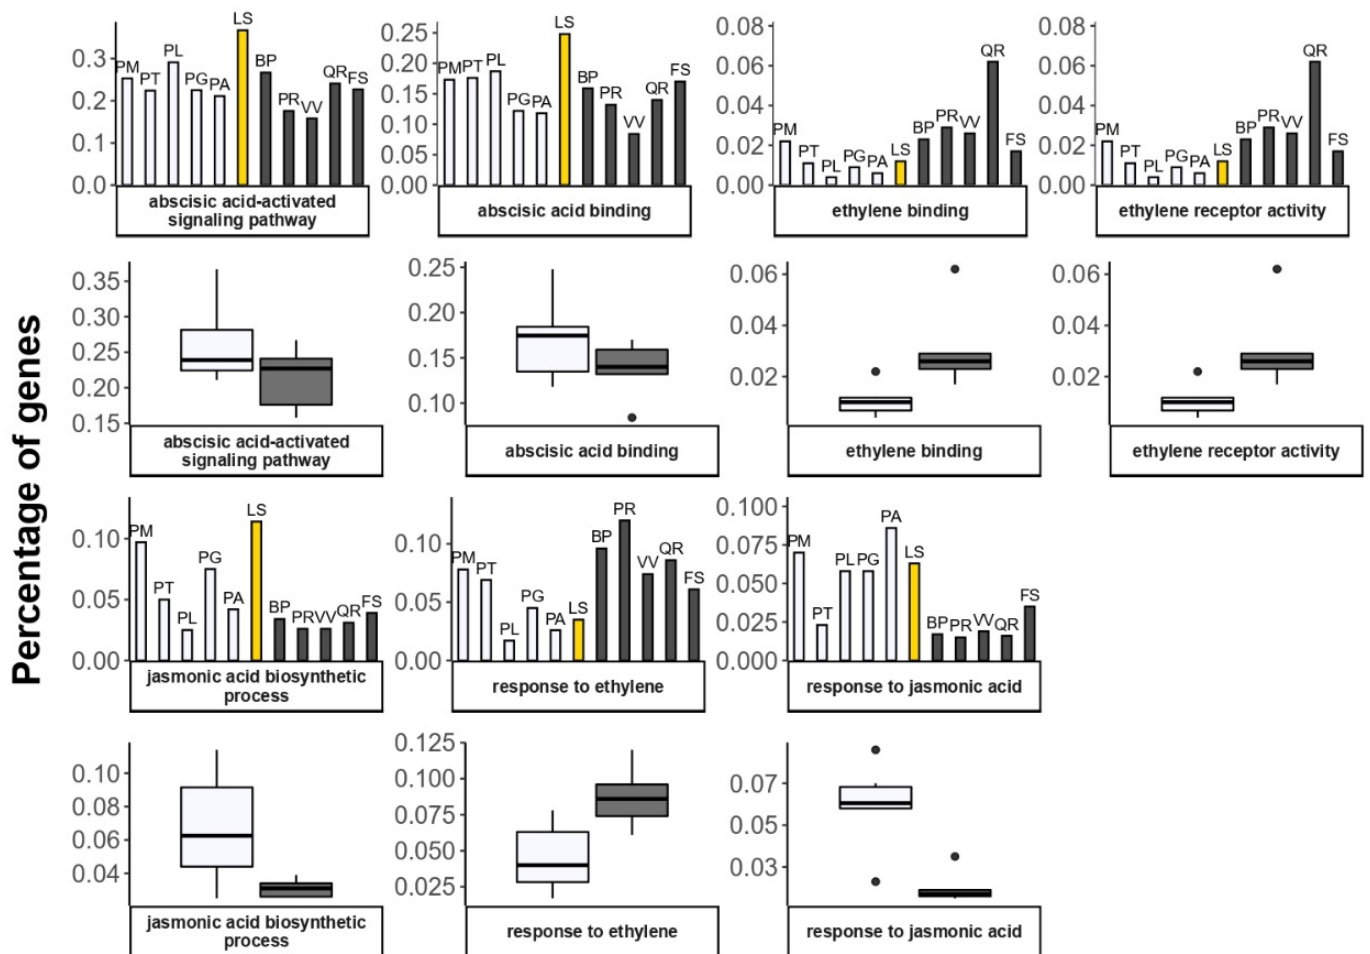 Percentage of genes
0.3
0.2
0.1
0.0
PM PT PL PG PA LS BP PR VV QR FS
abscisic acid-activated
signaling pathway
0.25
0.20
0.15
0.10
0.05
0.00
PM PT PL PG PA LS BP PR VV QR FS
abscisic acid binding
0.08
0.06
0.04
0.02
0.00
PM PT PL PG PA LS BP PR VV QR FS
ethylene binding
0.08
0.06
0.04
0.02
0.00
PM PT PL PG PA LS BP PR VV QR FS
ethylene receptor activity
0.35
0.30
0.25
0.20
0.15
abscisic acid-activated
signaling pathway
0.25
0.20
0.15
0.10
abscisic acid binding
0.06
0.04
0.02
ethylene binding
0.06
0.04
0.02
ethylene receptor activity
0.10
0.05
0.00
PM PT PL PG PA LS BP PR VV QR FS
jasmonic acid biosynthetic
process
0.10
0.05
0.00
PM PT PL PG PA LS BP PR VV QR FS
response to ethylene
0.100
0.075
0.050
0.025
0.000
PM PT PL PG PA LS BP PR VV QR FS
response to jasmonic acid
0.10
0.08
0.06
0.04
jasmonic acid biosynthetic
process
0.125
0.100
0.075
0.050
0.025
response to ethylene
0.07
0.05
0.03
response to jasmonic acid